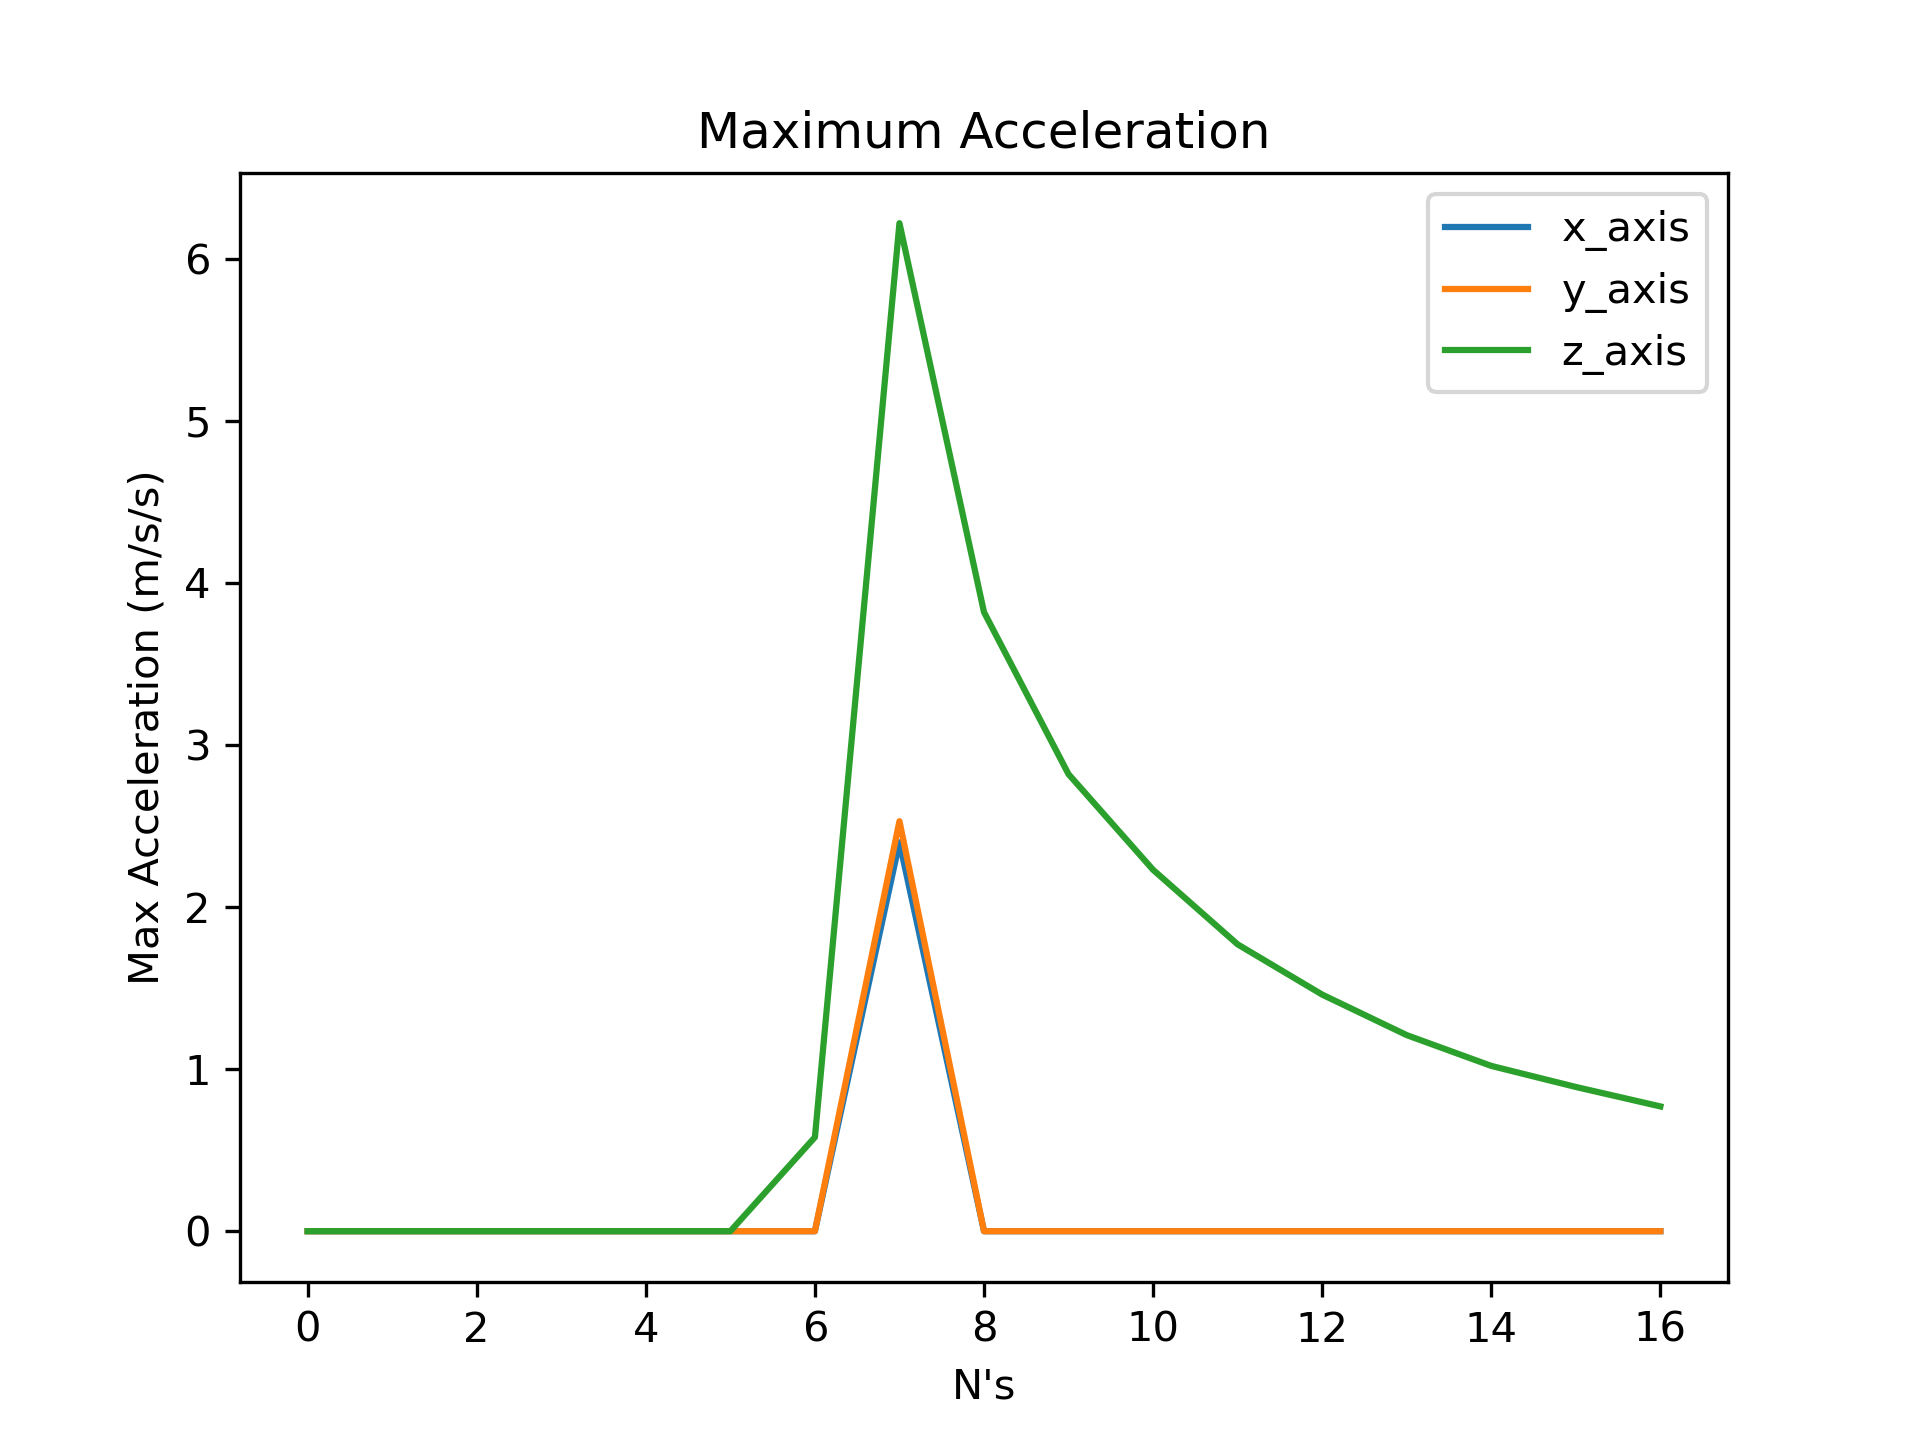 Maximum Acceleration
x_axis
y_axis
z_axis
Max Acceleration (m/s/s)
6
5
4
3
2
1
0
0 2 4 6 8 10 12 14 16
N's